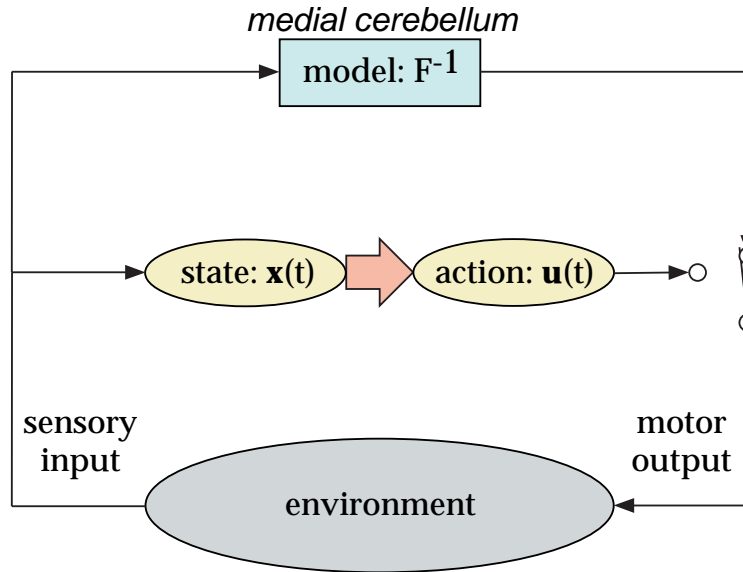 medial cerebellum
model: F-1
state: x(t)
action: u(t)
sensory
input
motor
output
environment